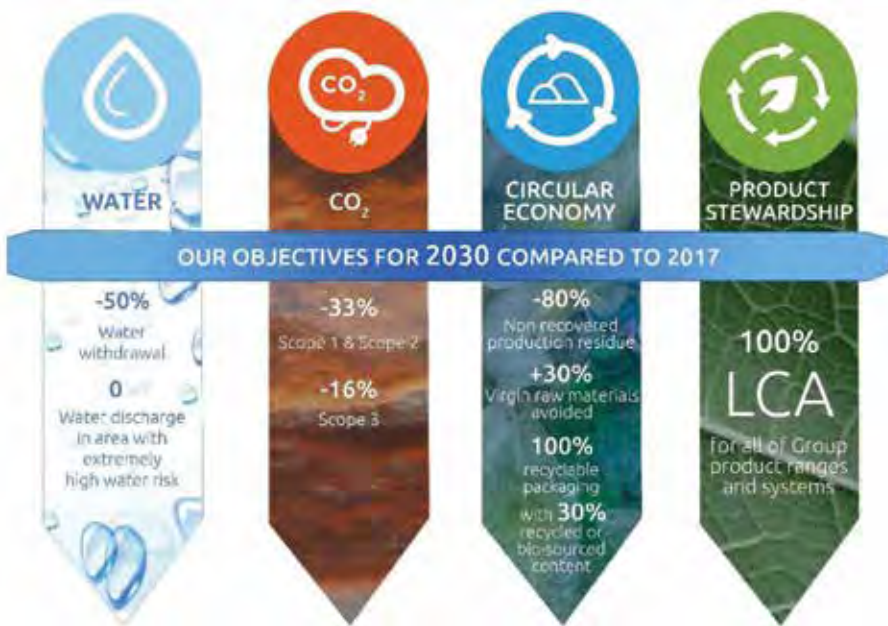 CO₂
WATER
CO₂
CIRCULAR
ECONOMY
PRODUCT
STEWARDSHIP
OUR OBJECTIVES FOR 2030 COMPARED TO 2017
-50%
Water
withdrawal
0
Water discharge
in area with
extremely
high water risk
-33%
Scope 1 & Scope 2
-16%
Scope 3
-80%
Non recovered
production residue
+30%
Virgin raw materials
avoided
100%
recyclable
packaging
with 30%
recycled or
bio-sourced
content
100%
LCA
for all of Group
product ranges
and systems